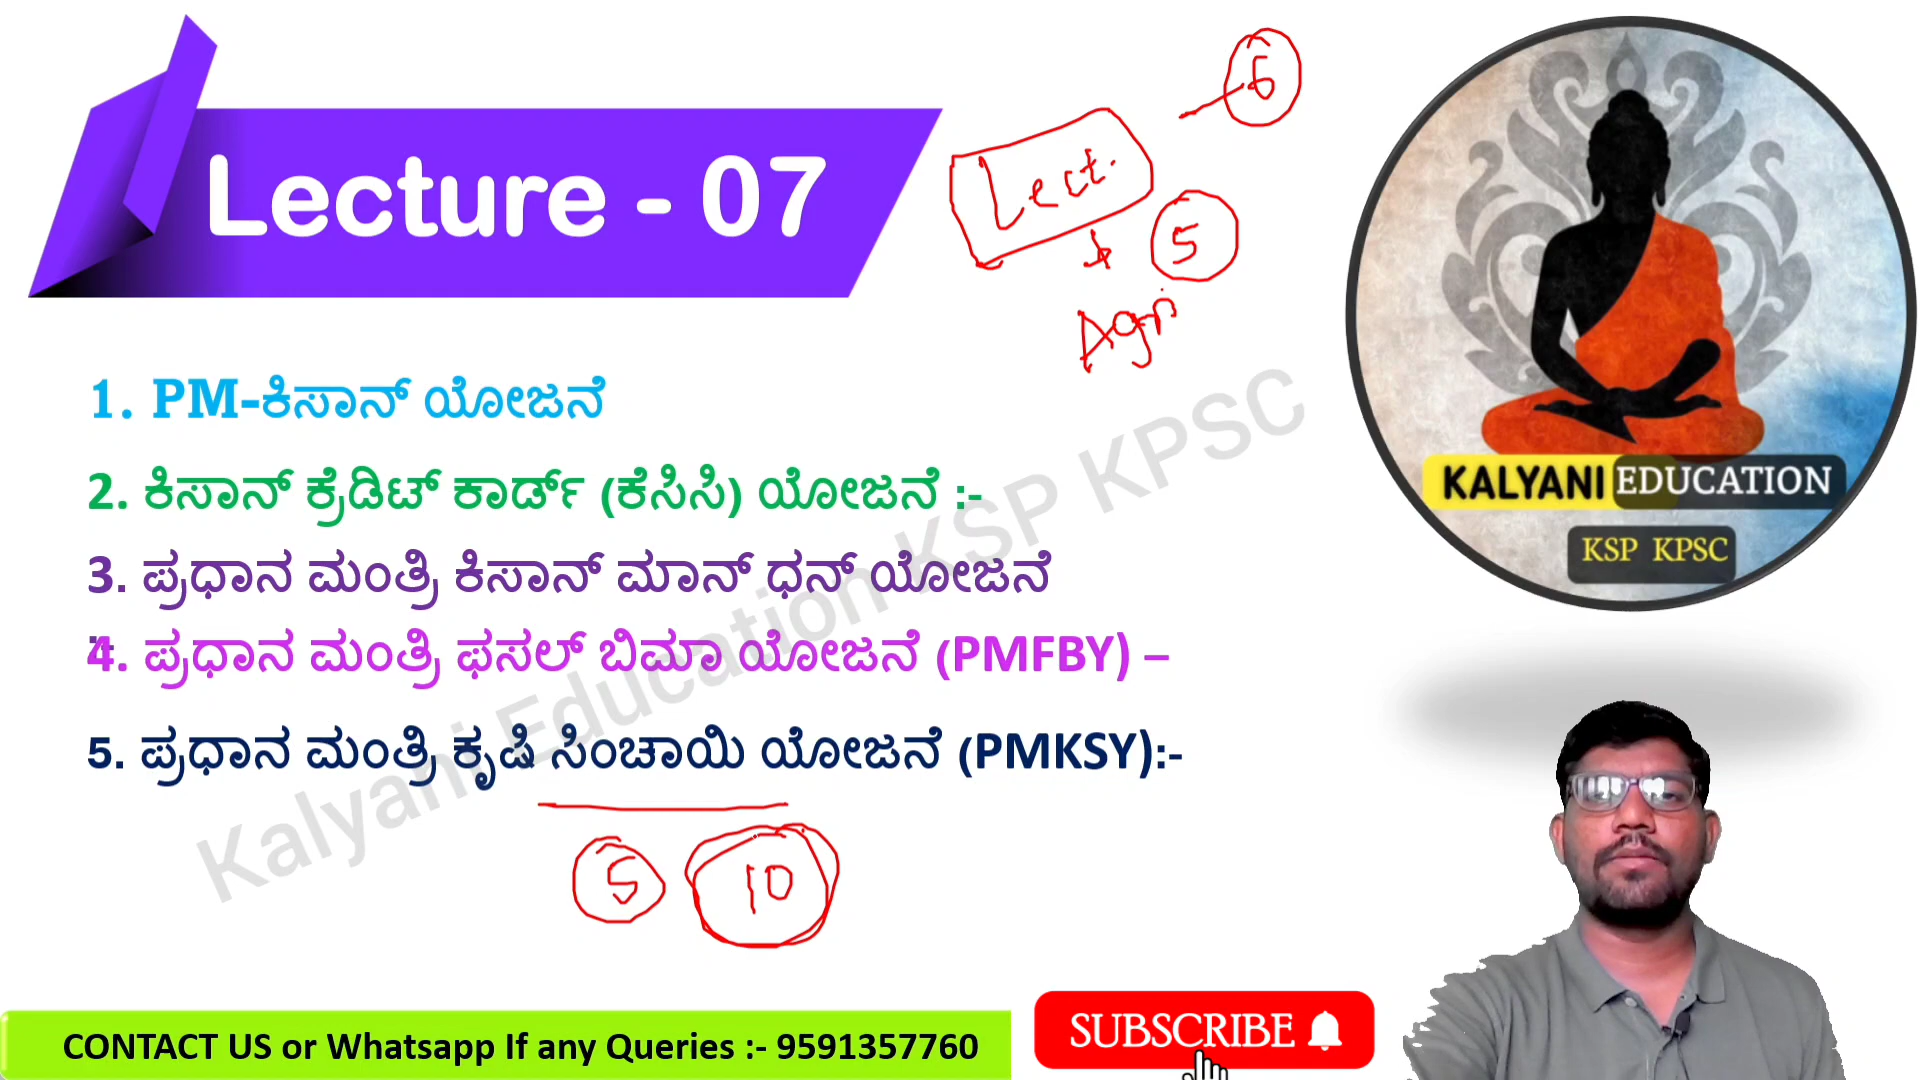 Lecture - 07
Lect.
6
5
Agri
1. PM-ಕಿಸಾನ್ ಯೋಜನೆ
2. ಕಿಸಾನ್ ಕ್ರೆಡಿಟ್ ಕಾರ್ಡ್ (ಕೆಸಿಸಿ) ಯೋಜನೆ :-
3. ಪ್ರಧಾನ ಮಂತ್ರಿ ಕಿಸಾನ್ ಮಾನ್ ಧನ್ ಯೋಜನೆ
4. ಪ್ರಧಾನ ಮಂತ್ರಿ ಫಸಲ್ ಬಿಮಾ ಯೋಜನೆ (PMFBY) –
5. ಪ್ರಧಾನ ಮಂತ್ರಿ ಕೃಷಿ ಸಿಂಚಾಯಿ ಯೋಜನೆ (PMKSY):-
5 10
Kalyani Education KSP KPSC
KALYANI EDUCATION
KSP KPSC
CONTACT US or Whatsapp If any Queries :- 9591357760
SUBSCRIBE